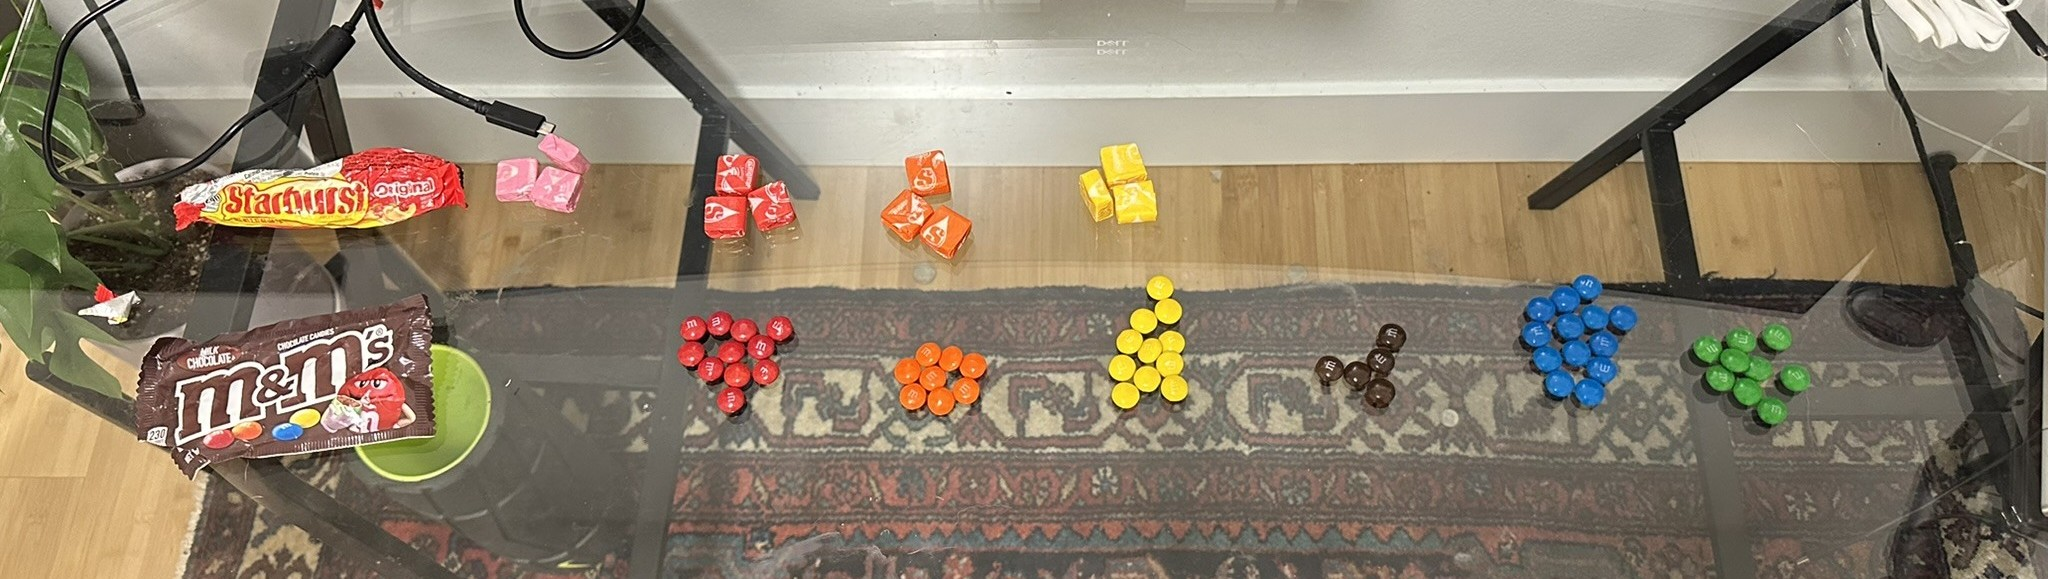 DELL
Starburst
Original
MILK
CHOCOLATE
CHOCOLATE CANDIES
m&m's
230